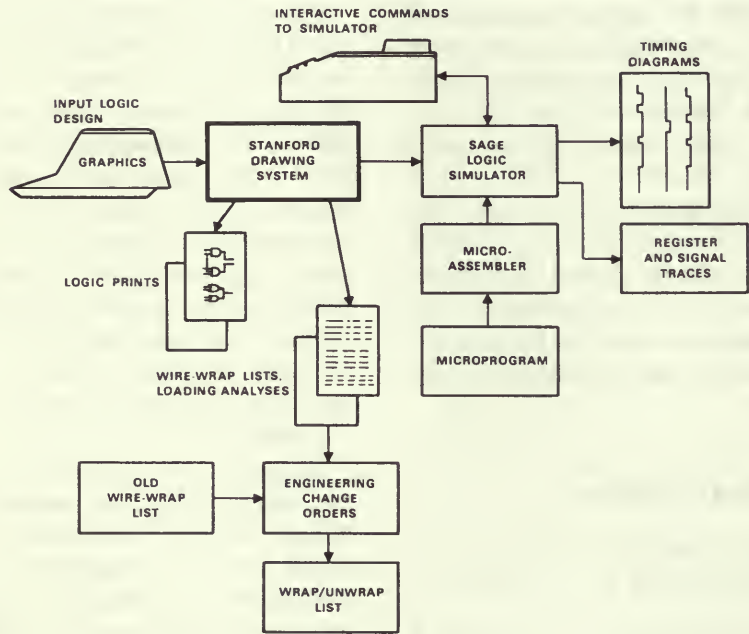 INTERACTIVE COMMANDS
TO SIMULATOR
TIMING
DIAGRAMS
INPUT LOGIC
DESIGN
GRAPHICS
STANFORD
DRAWING
SYSTEM
SAGE
LOGIC
SIMULATOR
LOGIC PRINTS
MICRO-
ASSEMBLER
REGISTER
AND SIGNAL
TRACES
MICROPROGRAM
WIRE-WRAP LISTS,
LOADING ANALYSES
OLD
WIRE-WRAP
LIST
ENGINEERING
CHANGE
ORDERS
WRAP/UNWRAP
LIST